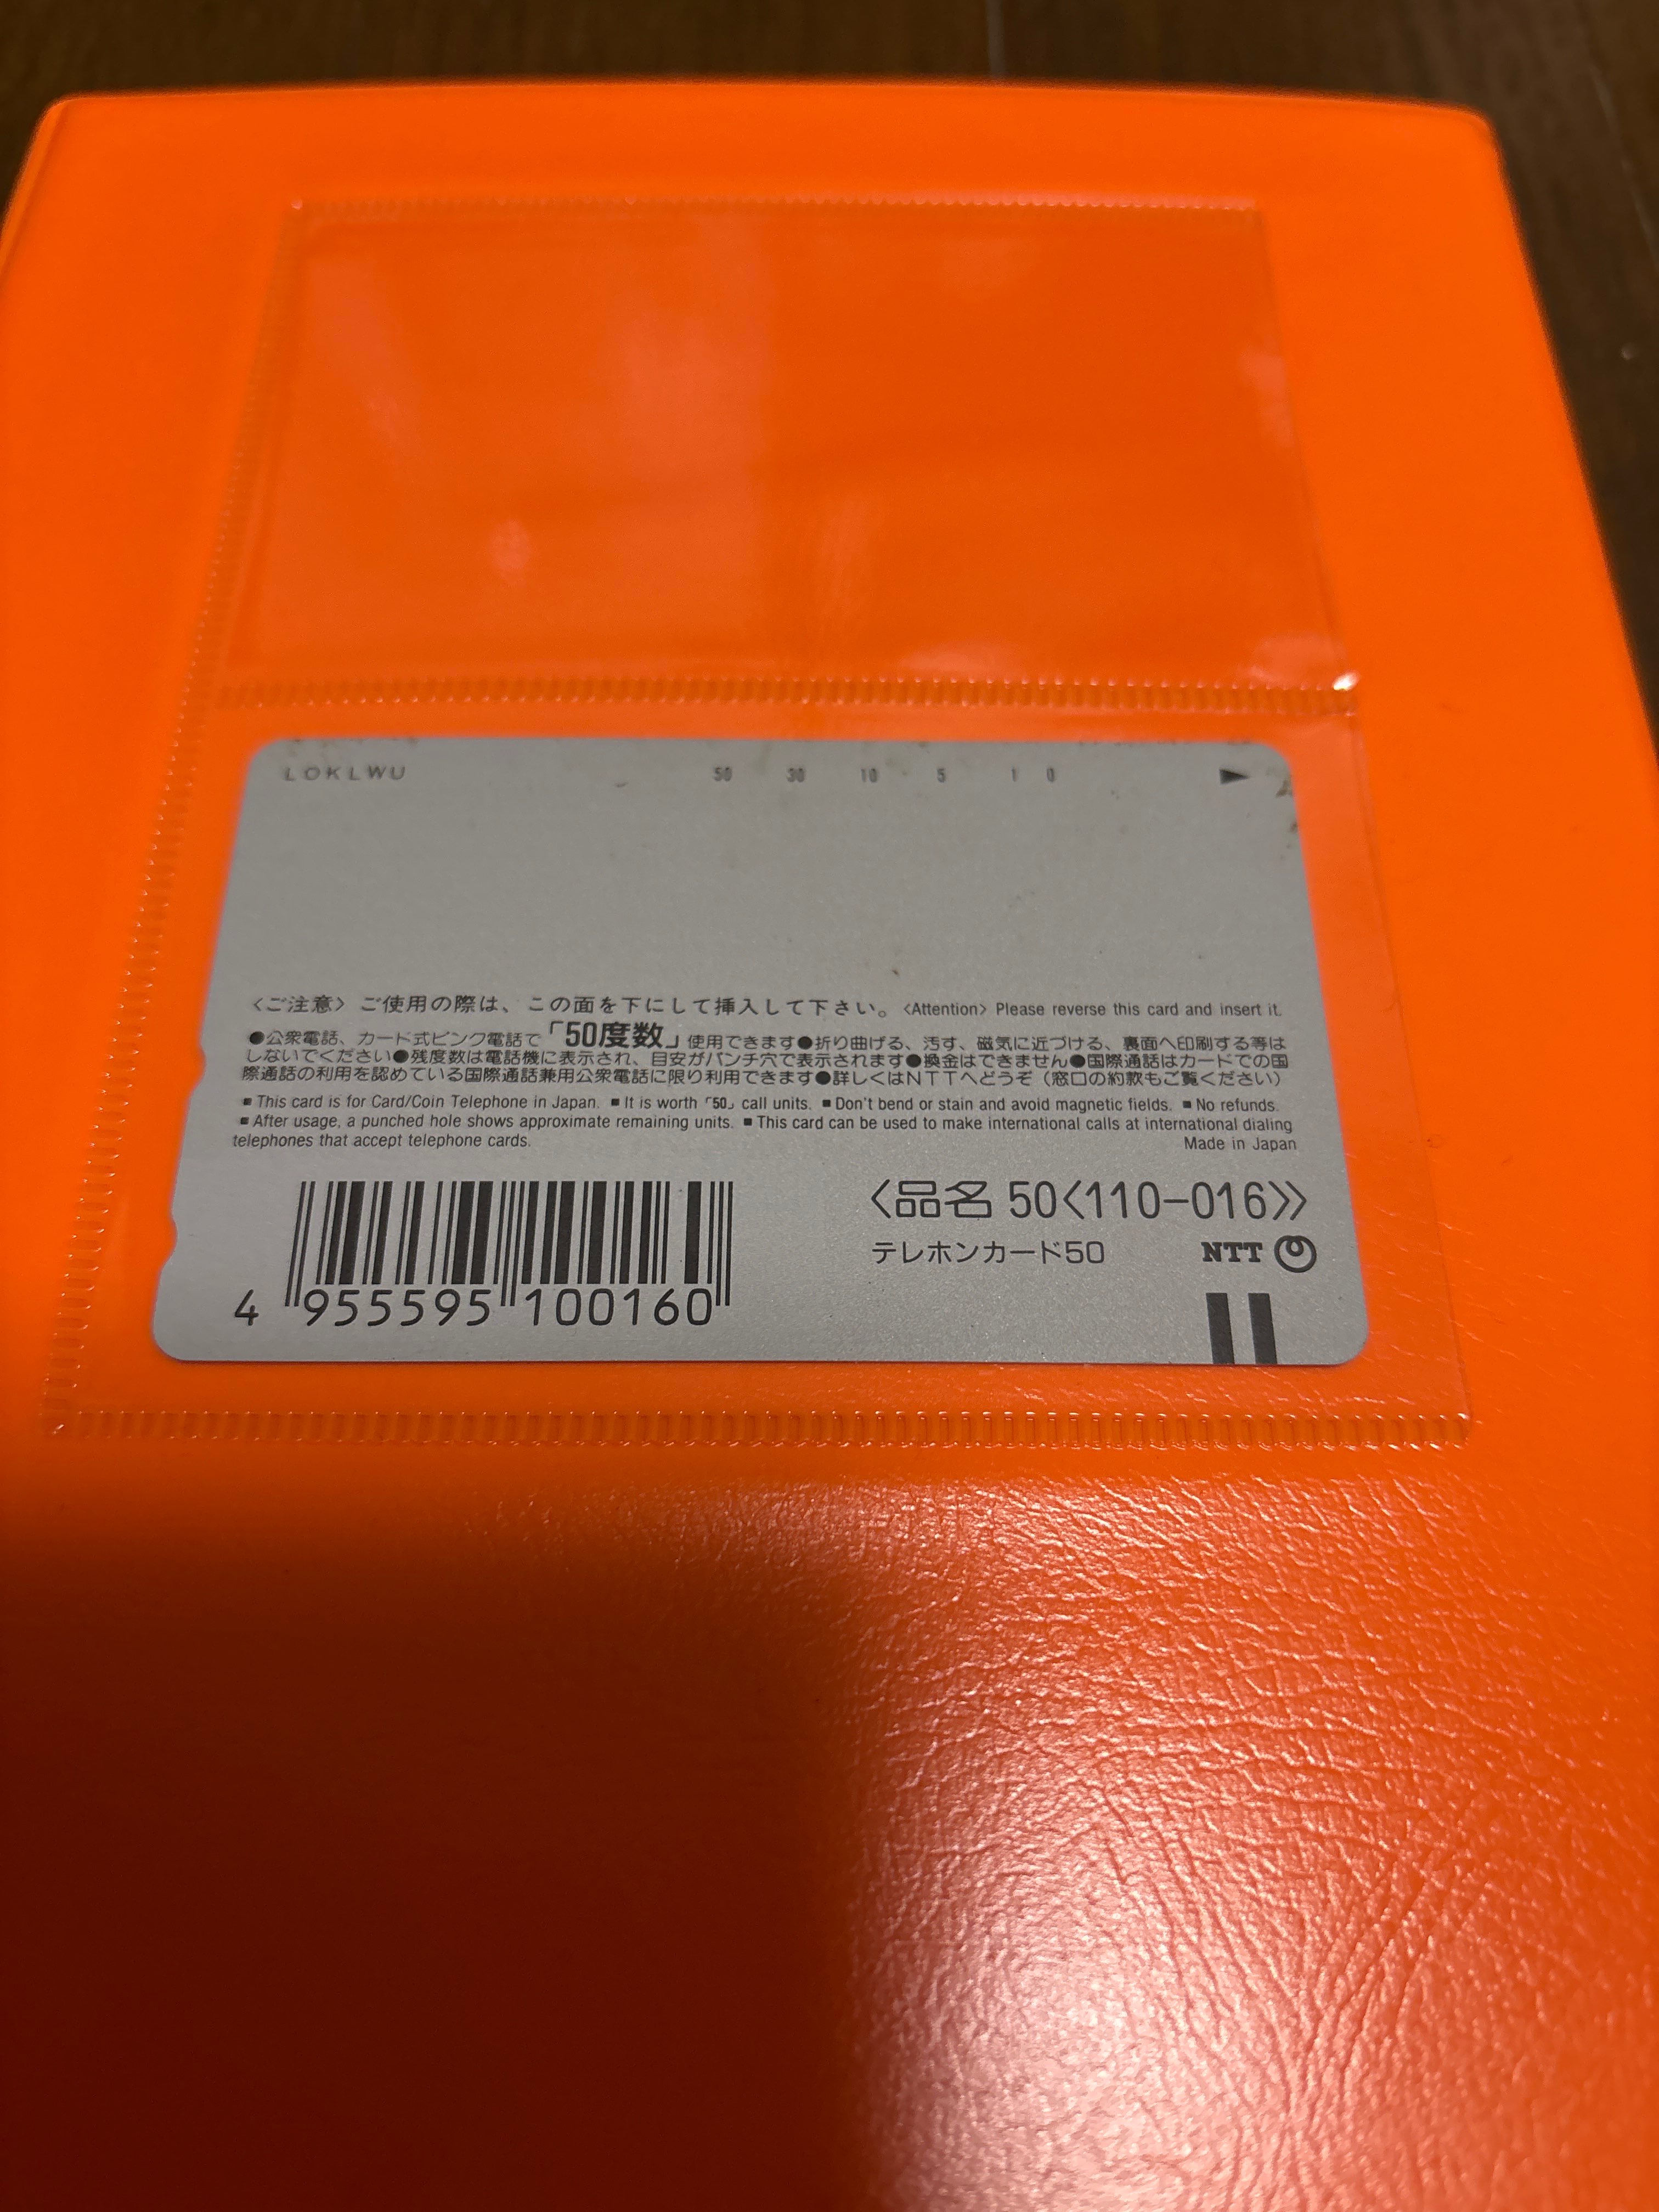 LOKLWU 50 30 10 5 1 0
〈ご注意〉ご使用の際は、この面を下にして挿入して下さい。〈Attention〉Please reverse this card and insert it.
●公衆電話、カード式ピンク電話で「50度数」使用できます●折り曲げる、汚す、磁気に近づける、裏面へ印刷する等は
しないでください●残度数は電話機に表示され、目安がパンチ穴で表示されます●換金はできません●国際通話はカードでの国
際通話の利用を認めている国際通話兼用公衆電話に限り利用できます●詳しくはNTTへどうぞ（窓口の約款もご覧ください）
■This card is for Card/Coin Telephone in Japan. ■It is worth「50」call units. ■Don't bend or stain and avoid magnetic fields. ■No refunds.
■After usage, a punched hole shows approximate remaining units. ■This card can be used to make international calls at international dialing
telephones that accept telephone cards. Made in Japan
〈品名 50〈110-016〉〉
テレホンカード50 NTT
4 955595 100160